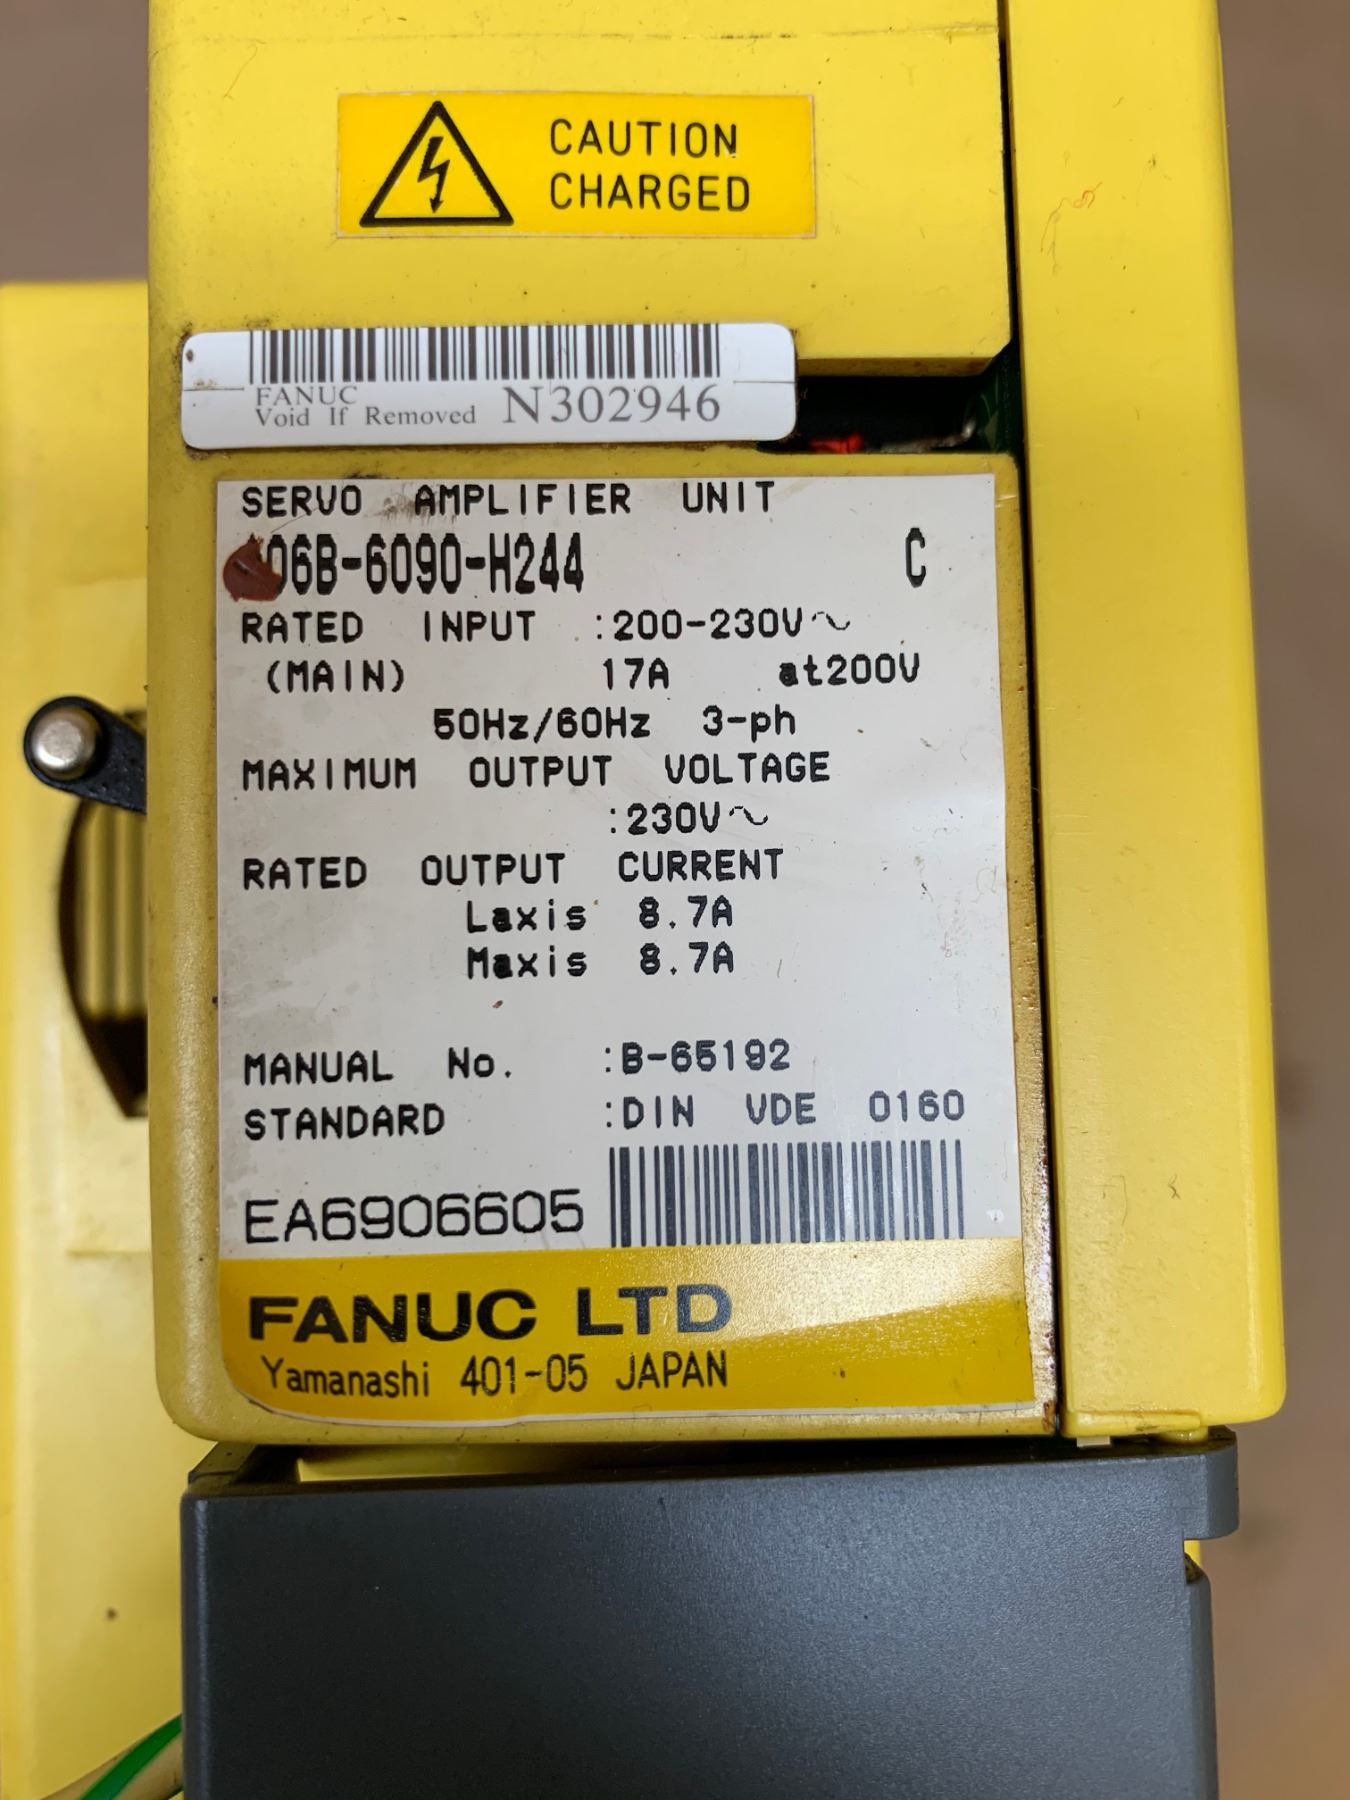 CAUTION
CHARGED
FANUC
Void If Removed N302946
SERVO AMPLIFIER UNIT
06B-6090-H244 C
RATED INPUT :200-230V~
(MAIN) 17A at200V
50Hz/60Hz 3-ph
MAXIMUM OUTPUT VOLTAGE
:230V~
RATED OUTPUT CURRENT
Laxis 8.7A
Maxis 8.7A
MANUAL No. :B-65192
STANDARD :DIN VDE 0160
EA6906605
FANUC LTD
Yamanashi 401-05 JAPAN